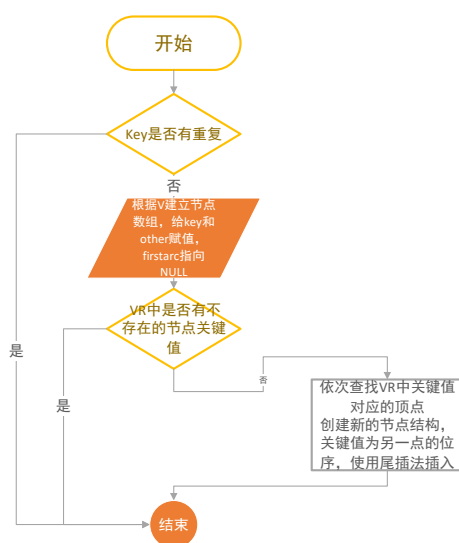 开始
Key是否有重复
否
根据V建立节点
数组，给key和
other赋值，
firstarc指向
NULL
VR中是否有不
存在的节点关键
值
是
是
否
依次查找VR中关键值
对应的顶点
创建新的节点结构，
关键值为另一点的位
序，使用尾插法插入
结束